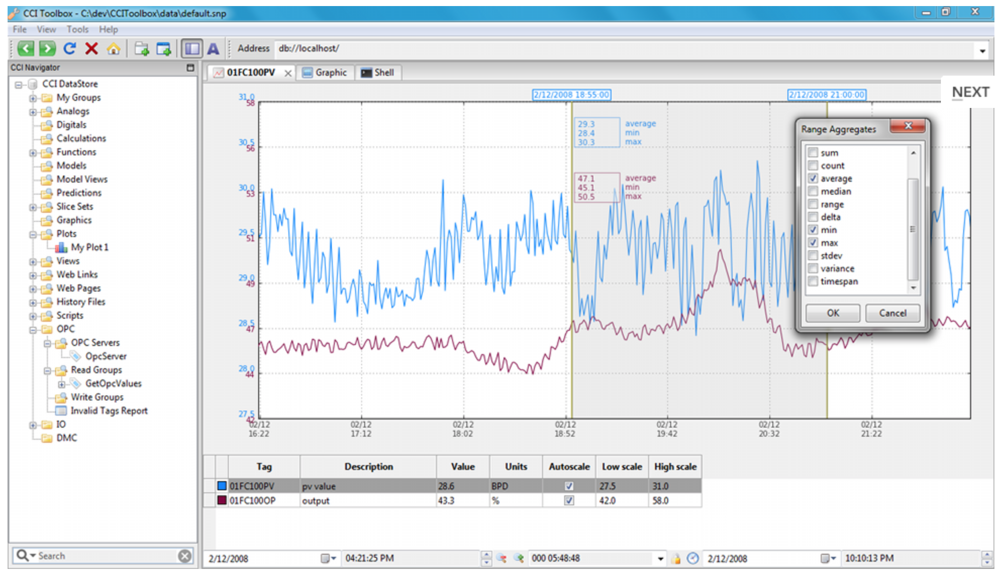 CCI Toolbox - C:\dev\CCIToolbox\data\default.snp
File View Tools Help
Address db://localhost/
CCI Navigator
CCI DataStore
My Groups
Analogs
Digitals
Calculations
Functions
Models
Model Views
Predictions
Slice Sets
Graphics
Plots
My Plot 1
Views
Web Links
Web Pages
History Files
Scripts
OPC
OPC Servers
OpcServer
Read Groups
GetOpcValues
Write Groups
Invalid Tags Report
IO
DMC
Search
01FC100PV Graphic Shell
NEXT
2/12/2008 18:55:00 2/12/2008 21:00:00
31.0
58
30.5
56
30.0
53
29.5
51
29.0
49
28.5
47
28.0
44
27.5
42
29.3 average
28.4 min
30.3 max
47.1 average
45.1 min
50.5 max
02/12 02/12 02/12 02/12 02/12 02/12 02/12
16:22 17:12 18:02 18:52 19:42 20:32 21:22
Range Aggregates
sum
count
average
median
range
delta
min
max
stdev
variance
timespan
OK Cancel
Tag Description Value Units Autoscale Low scale High scale
01FC100PV pv value 28.6 BPD 27.5 31.0
01FC100OP output 43.3 % 42.0 58.0
2/12/2008 04:21:25 PM 000 05:48:48 2/12/2008 10:10:13 PM